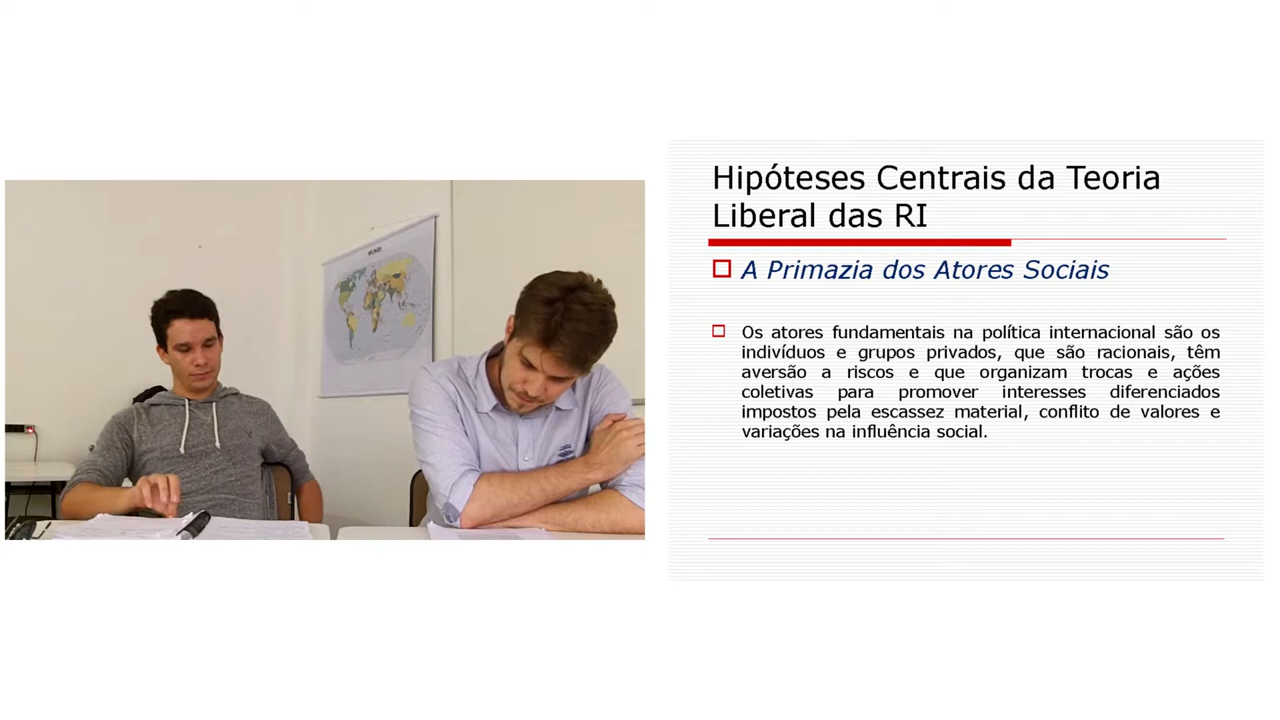 MUNDI
Hipóteses Centrais da Teoria
Liberal das RI
A Primazia dos Atores Sociais
Os atores fundamentais na política internacional são os
indivíduos e grupos privados, que são racionais, têm
aversão a riscos e que organizam trocas e ações
coletivas para promover interesses diferenciados
impostos pela escassez material, conflito de valores e
variações na influência social.